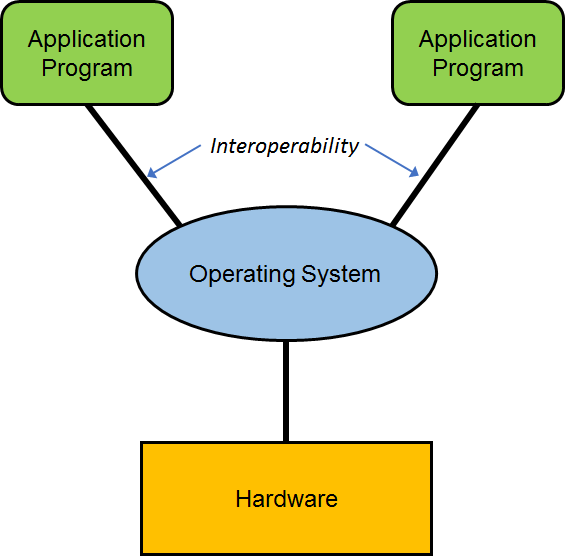 Application
Program
Application
Program
Interoperability
Operating System
Hardware